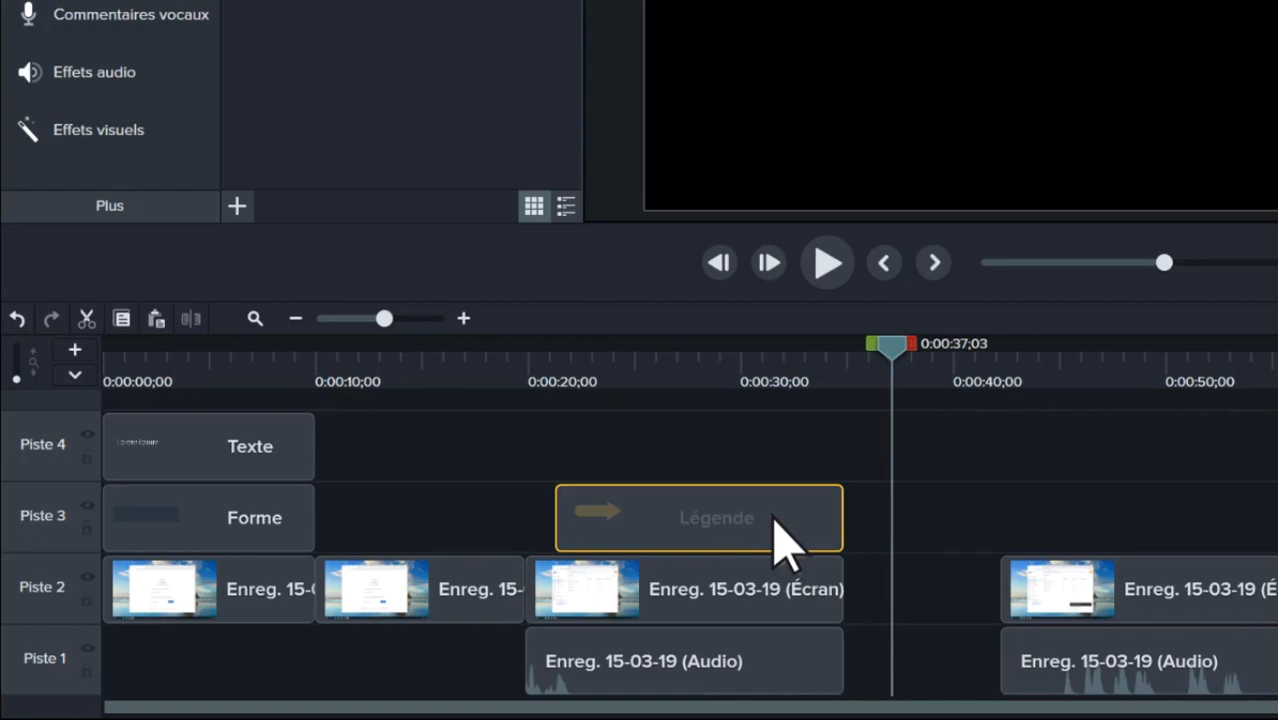 Commentaires vocaux
Effets audio
Effets visuels
Plus
0:00:37;03
0:00:00;00 0:00:10;00 0:00:20;00 0:00:30;00 0:00:40;00 0:00:50;00
Piste 4 Texte
Piste 3 Forme Légende
Piste 2 Enreg. 15-0 Enreg. 15- Enreg. 15-03-19 (Écran) Enreg. 15-03-19 (É
Piste 1 Enreg. 15-03-19 (Audio) Enreg. 15-03-19 (Audio)